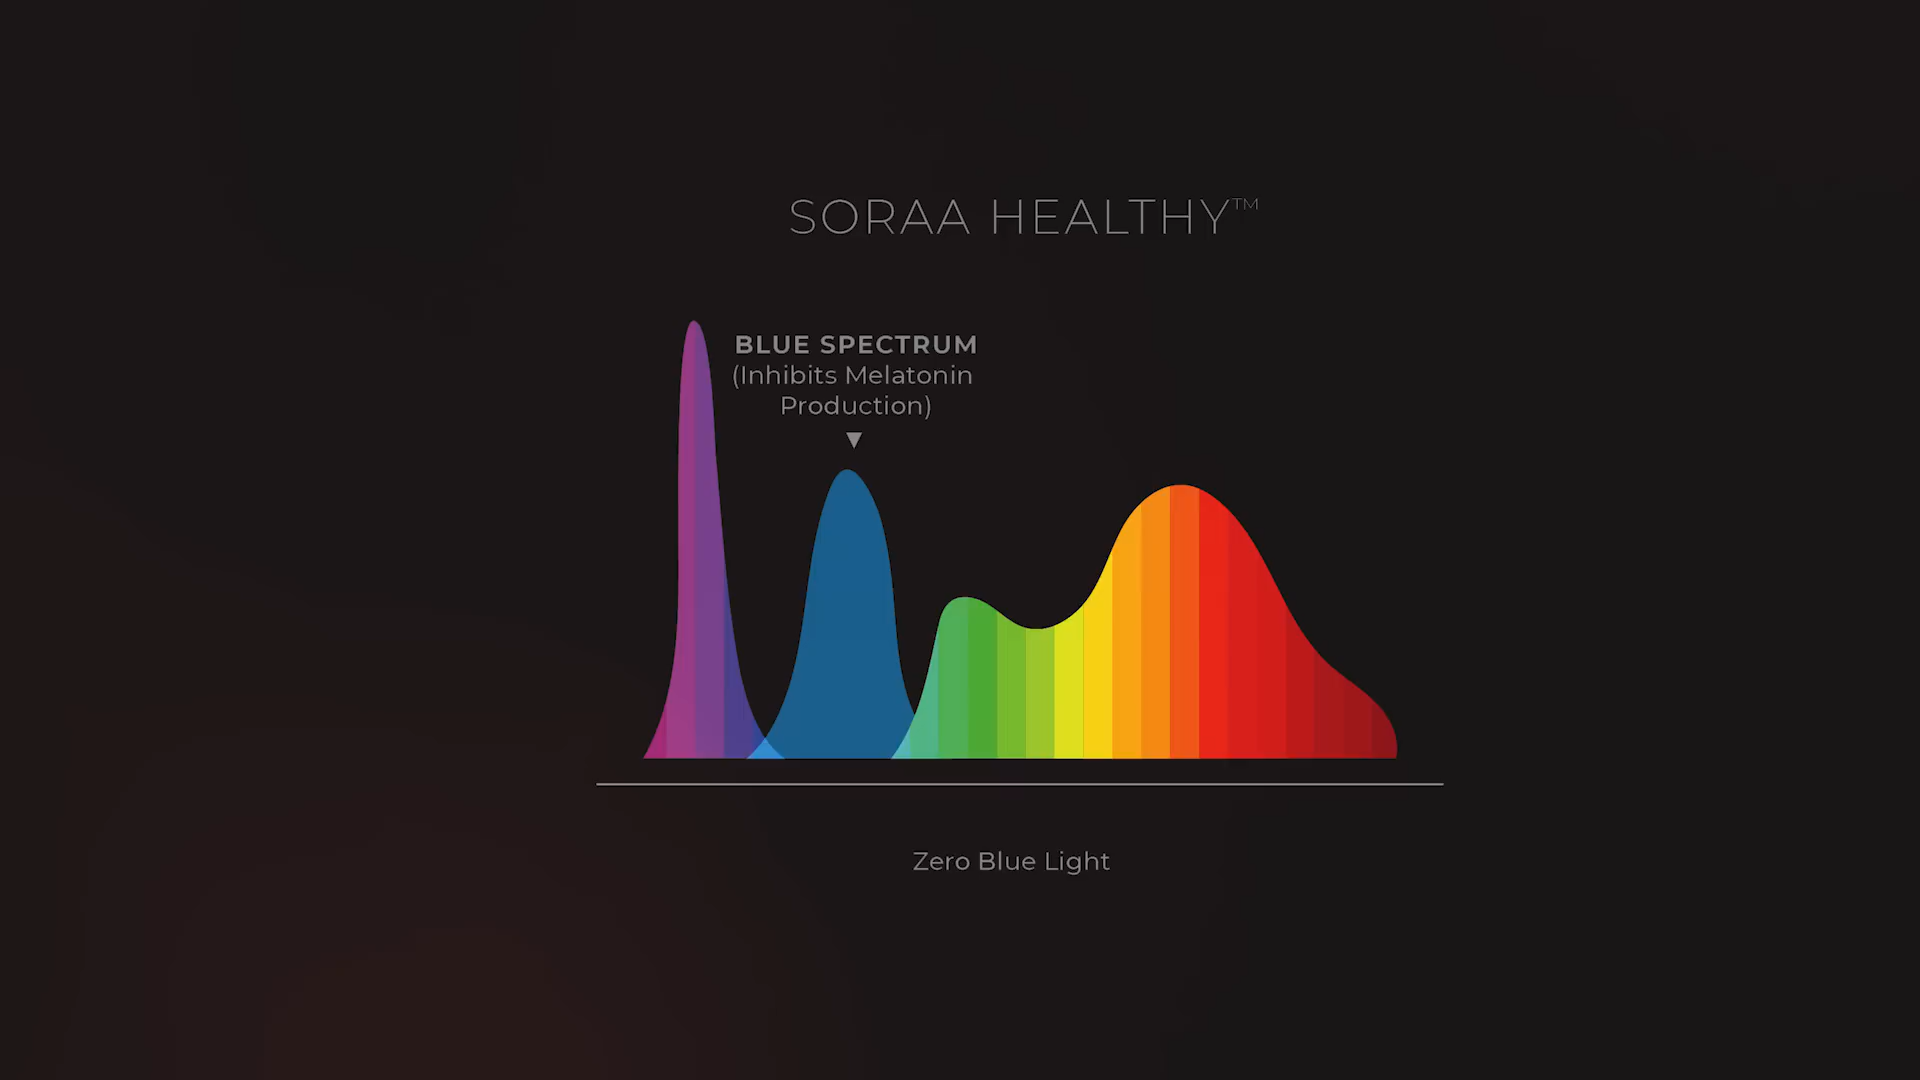 SORAA HEALTHY™
BLUE SPECTRUM
(Inhibits Melatonin
Production)
Zero Blue Light